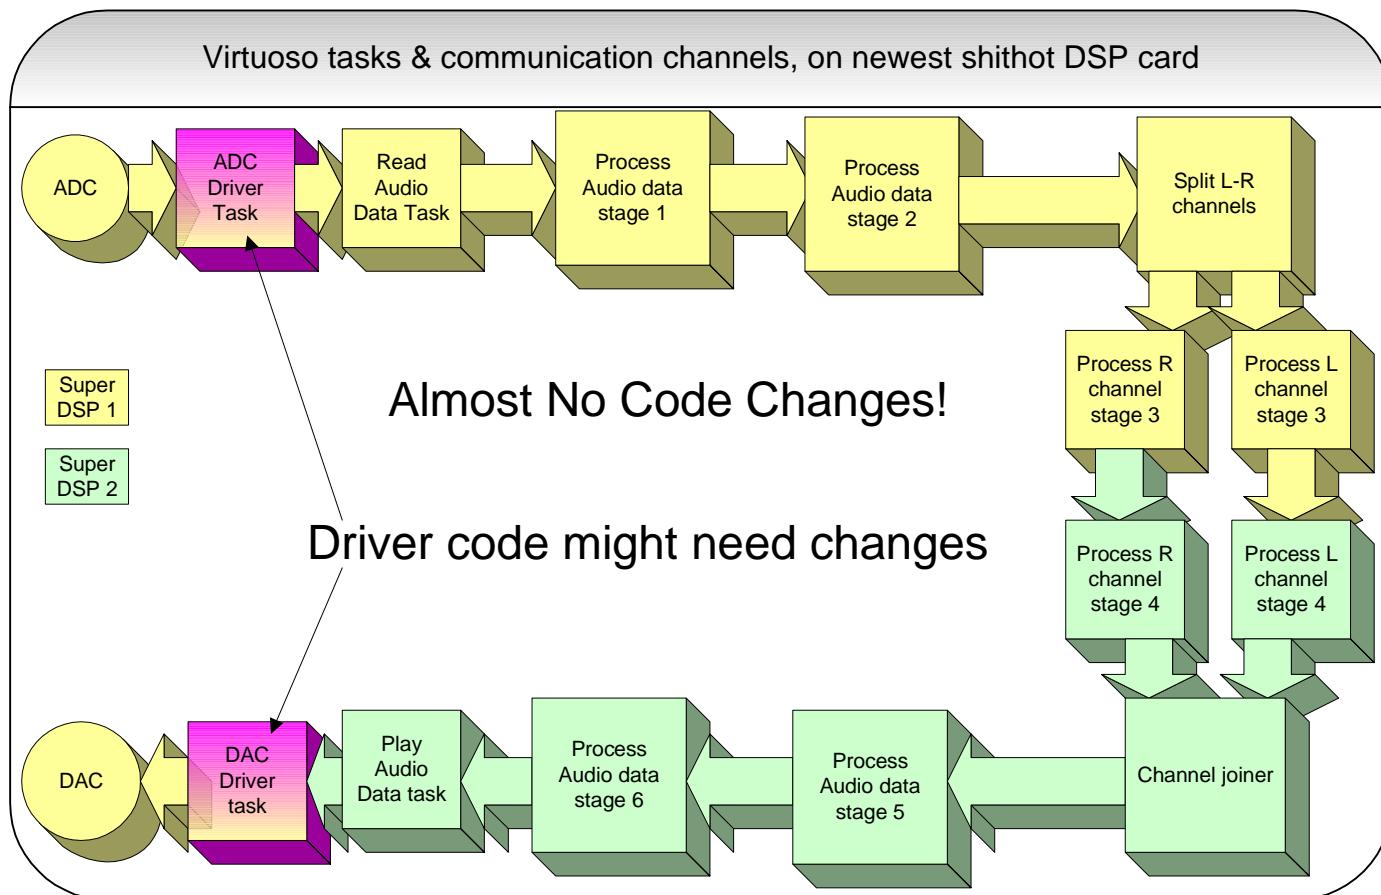 Virtuoso tasks & communication channels, on newest shithot DSP card
ADC
ADC
Driver
Task
Read
Audio
Data Task
Process
Audio data
stage 1
Process
Audio data
stage 2
Split L-R
channels
Process R
channel
stage 3
Process L
channel
stage 3
Super
DSP 1
Almost No Code Changes!
Super
DSP 2
Driver code might need changes
Process R
channel
stage 4
Process L
channel
stage 4
DAC
DAC
Driver
task
Play
Audio
Data task
Process
Audio data
stage 6
Process
Audio data
stage 5
Channel joiner